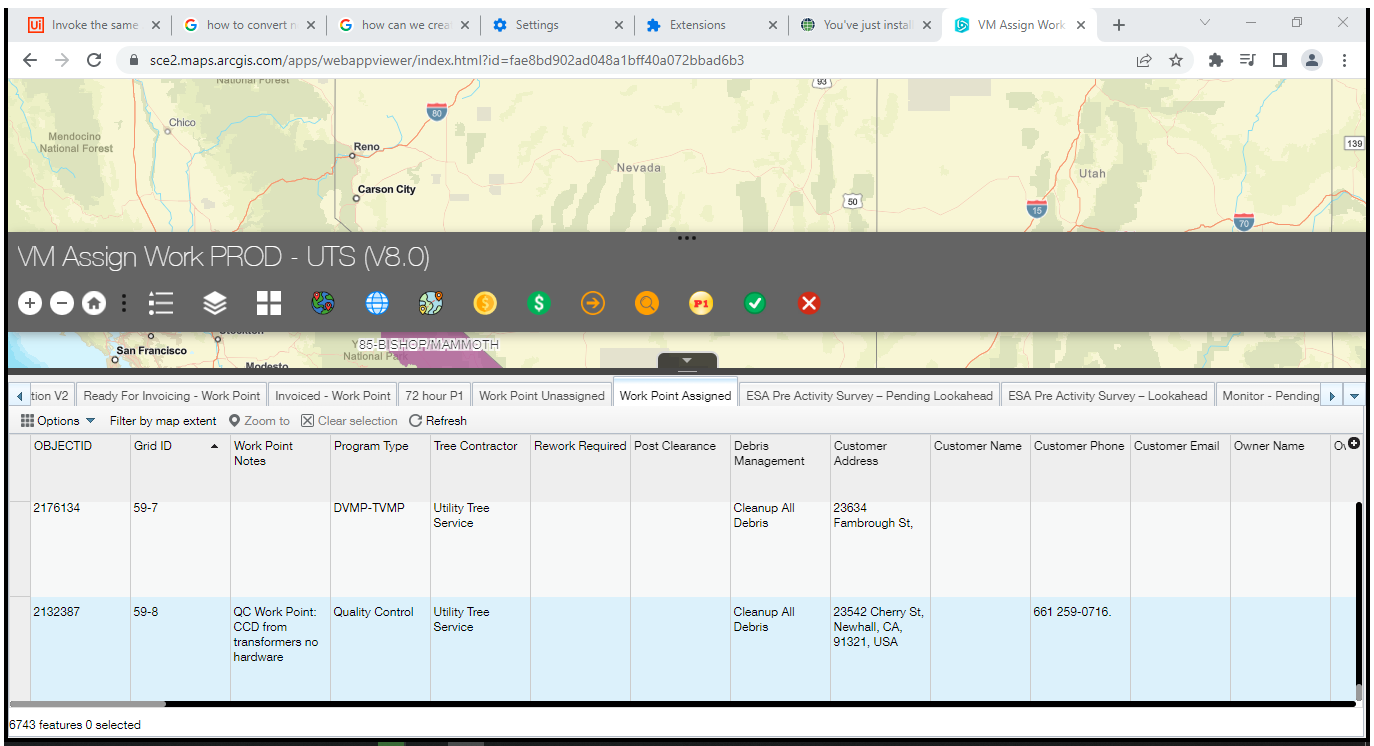 Invoke the same
how to convert n
how can we crea
Settings
Extensions
You've just instal
VM Assign Work
sce2.maps.arcgis.com/apps/webappviewer/index.html?id=fae8bd902ad048a1bff40a072bbad6b3
National Forest
93
Chico
80
Mendocino
National Forest
Reno
139
Nevada
Utah
Carson City
50
15
70
VM Assign Work PROD - UTS (V8.0)
P1
Stockton
San Francisco
Y85-BISHOP/MAMMOTH
National Park
Modesto
tion V2
Ready For Invoicing - Work Point
Invoiced - Work Point
72 hour P1
Work Point Unassigned
Work Point Assigned
ESA Pre Activity Survey – Pending Lookahead
ESA Pre Activity Survey – Lookahead
Monitor - Pending
Options
Filter by map extent
Zoom to
Clear selection
Refresh
OBJECTID
Grid ID
Work Point
Notes
Program Type
Tree Contractor
Rework Required
Post Clearance
Debris
Management
Customer
Address
Customer Name
Customer Phone
Customer Email
Owner Name
2176134
59-7
DVMP-TVMP
Utility Tree
Service
Cleanup All
Debris
23634
Fambrough St,
2132387
59-8
QC Work Point:
CCD from
transformers no
hardware
Quality Control
Utility Tree
Service
Cleanup All
Debris
23542 Cherry St,
Newhall, CA,
91321, USA
661 259-0716.
6743 features 0 selected